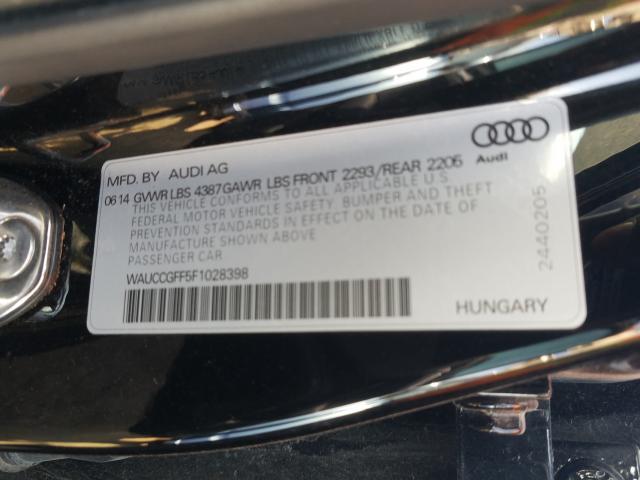 MFD. BY AUDI AG
0614 GVWR LBS 4387 GAWR LBS FRONT 2293/REAR 2205
THIS VEHICLE CONFORMS TO ALL APPLICABLE U.S.
FEDERAL MOTOR VEHICLE SAFETY, BUMPER AND THEFT
PREVENTION STANDARDS IN EFFECT ON THE DATE OF
MANUFACTURE SHOWN ABOVE
PASSENGER CAR
WAUCCGFF5F1028398
Audi
2440205
HUNGARY